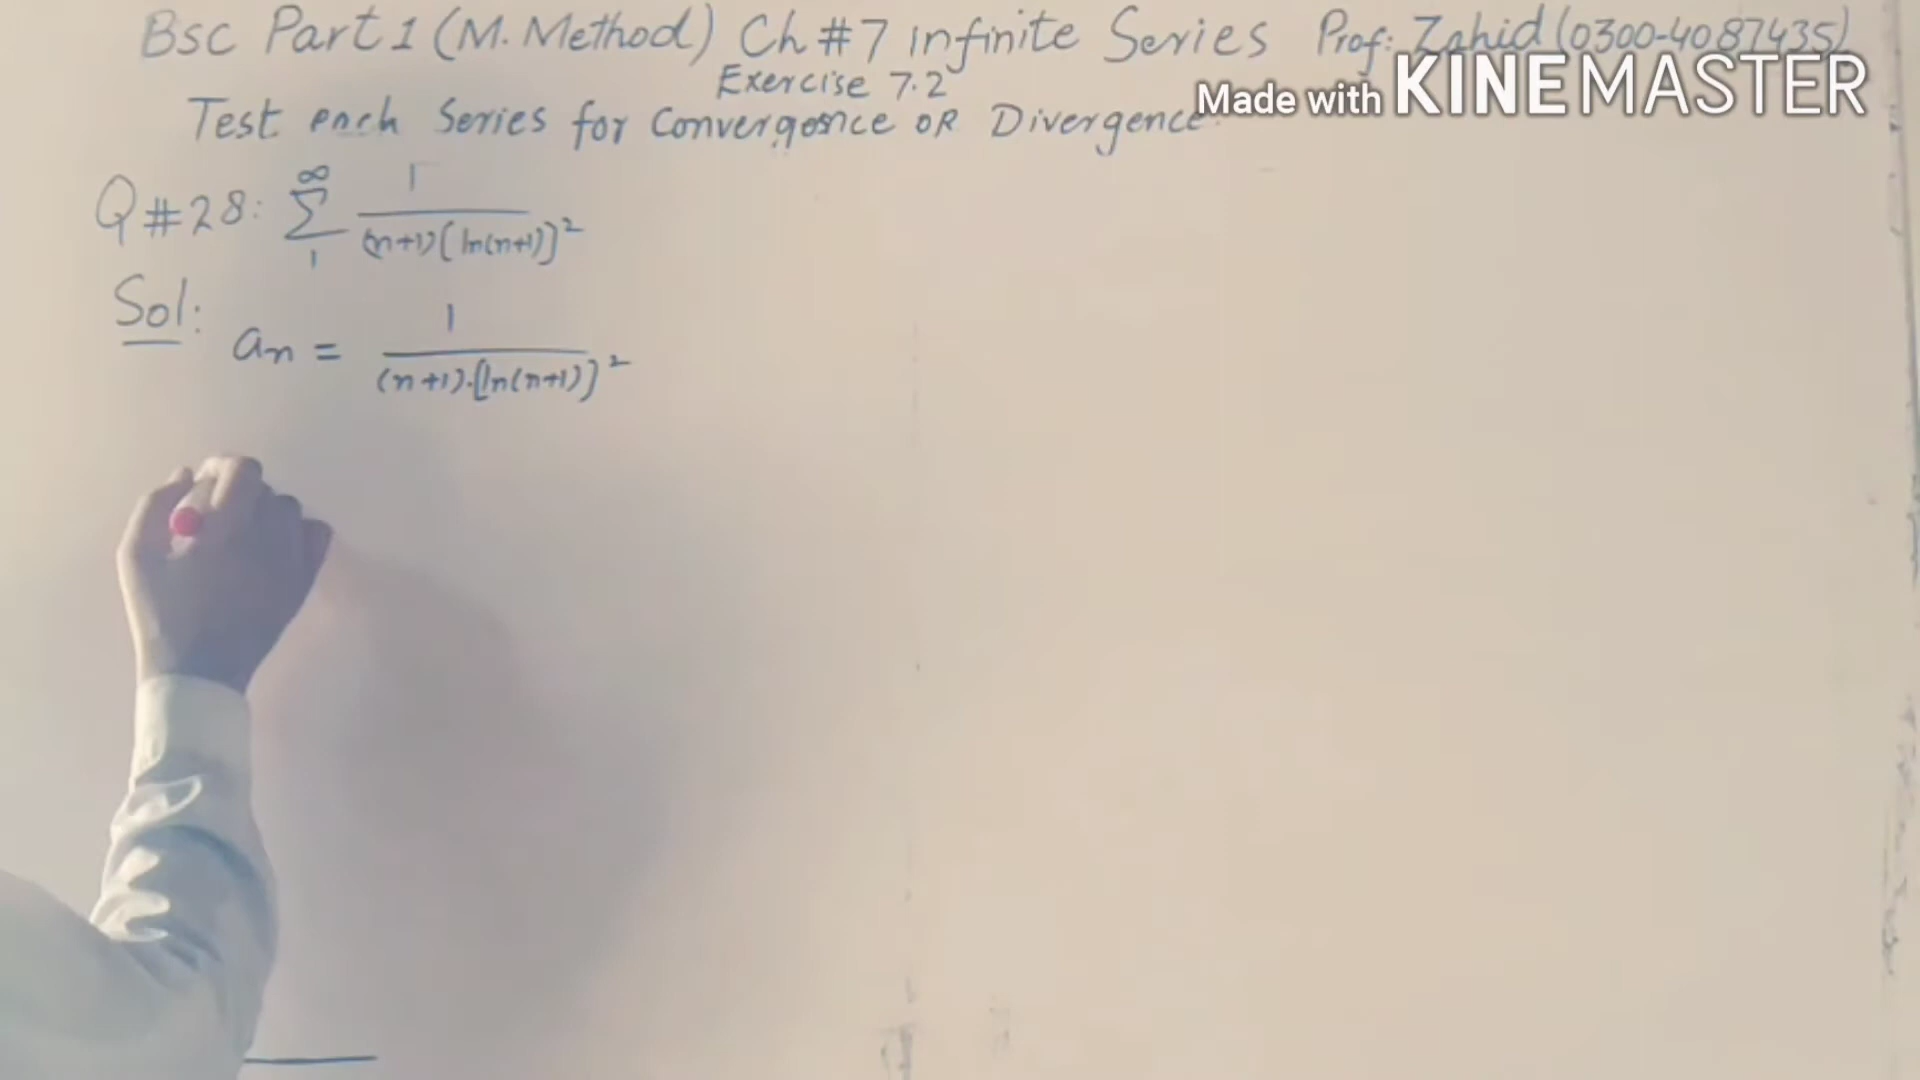 Bsc Part 1 (M. Method) Ch # 7 infinite Series Prof: Zahid (0300-4087435)
Made with KINEMASTER
Exercise 7.2
Test each Series for Convergence OR Divergence.
Q#28: ∑₁^∞ 1/((n+1)[ln(n+1)]²)
Sol:
aₙ = 1/((n+1).[ln(n+1)]²)